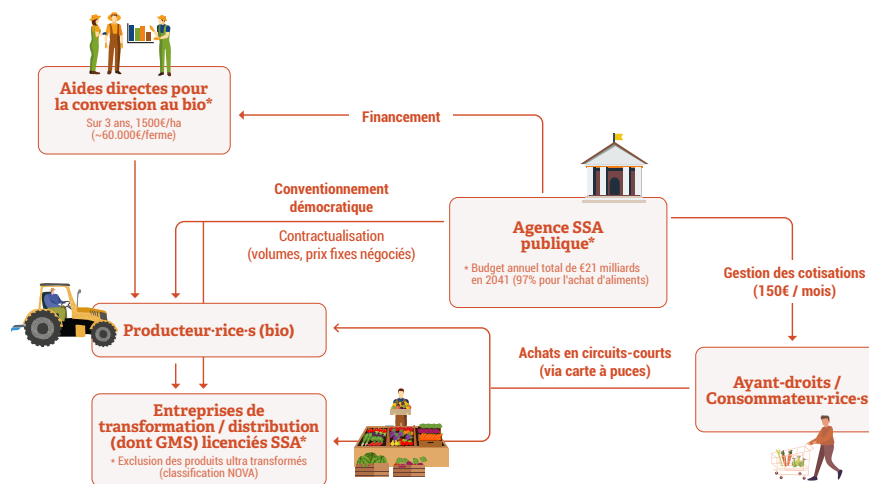 Aides directes pour
la conversion au bio*
Sur 3 ans, 1500€/ha
(~60.000€/ferme)
Financement
Conventionnement
démocratique
Contractualisation
(volumes, prix fixes négociés)
Agence SSA
publique*
* Budget annuel total de €21 milliards
en 2041 (97% pour l'achat d'aliments)
Gestion des cotisations
(150€ / mois)
Producteur·rice·s (bio)
Achats en circuits-courts
(via carte à puces)
Ayant-droits /
Consommateur·rice·s
Entreprises de
transformation / distribution
(dont GMS) licenciés SSA*
* Exclusion des produits ultra transformés
(classification NOVA)